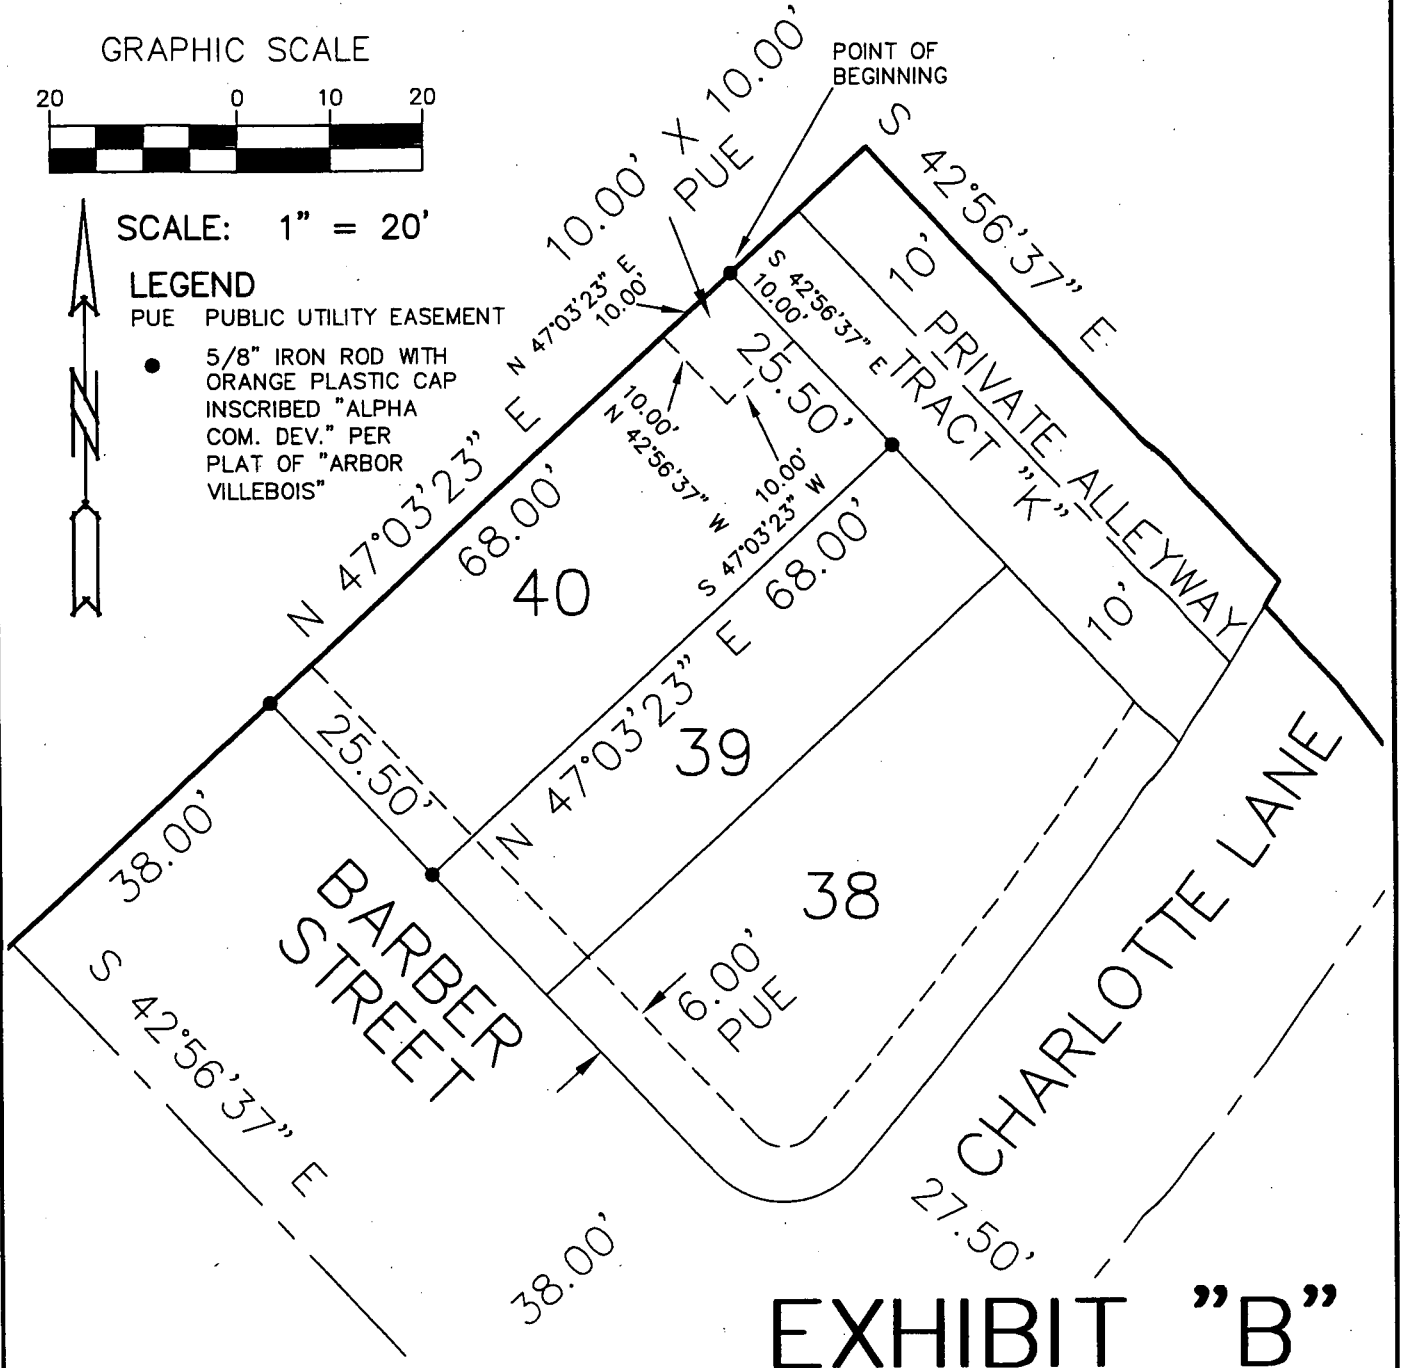 GRAPHIC SCALE
20 0 10 20
SCALE: 1" = 20'
LEGEND
PUE PUBLIC UTILITY EASEMENT
5/8" IRON ROD WITH
ORANGE PLASTIC CAP
INSCRIBED "ALPHA
COM. DEV." PER
PLAT OF "ARBOR
VILLEBOIS"
N
POINT OF
BEGINNING
10.00' X 10.00'
PUE
S 42°56'37" E
N 47°03'23" E
10.00'
S 42°56'37" E
10.00'
10'
PRIVATE ALLEYWAY
TRACT "K"
10'
25.50'
10.00'
N 42°56'37" W
10.00'
S 47°03'23" W
N 47°03'23" E
68.00'
40
N 47°03'23" E
68.00'
39
25.50'
38.00'
38
BARBER
STREET
6.00'
PUE
S 42°56'37" E
CHARLOTTE LANE
27.50'
38.00'
EXHIBIT "B"